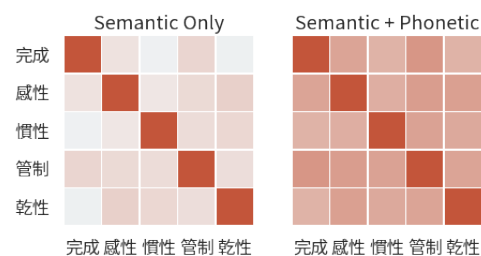 Semantic Only
Semantic + Phonetic
完成
感性
慣性
管制
乾性
完成 感性 慣性 管制 乾性
完成 感性 慣性 管制 乾性